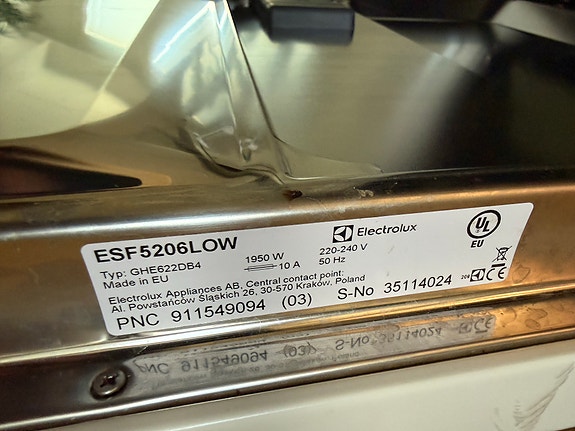 ESF5206LOW
Electrolux
UL
EU
Typ: GHE622DB4
1950 W
220-240 V
Made in EU
10 A
50 Hz
Electrolux Appliances AB, Central contact point:
Al. Powstańców Śląskich 26, 30-570 Kraków, Poland
PNC 911549094 (03) S-No 35114024
CE